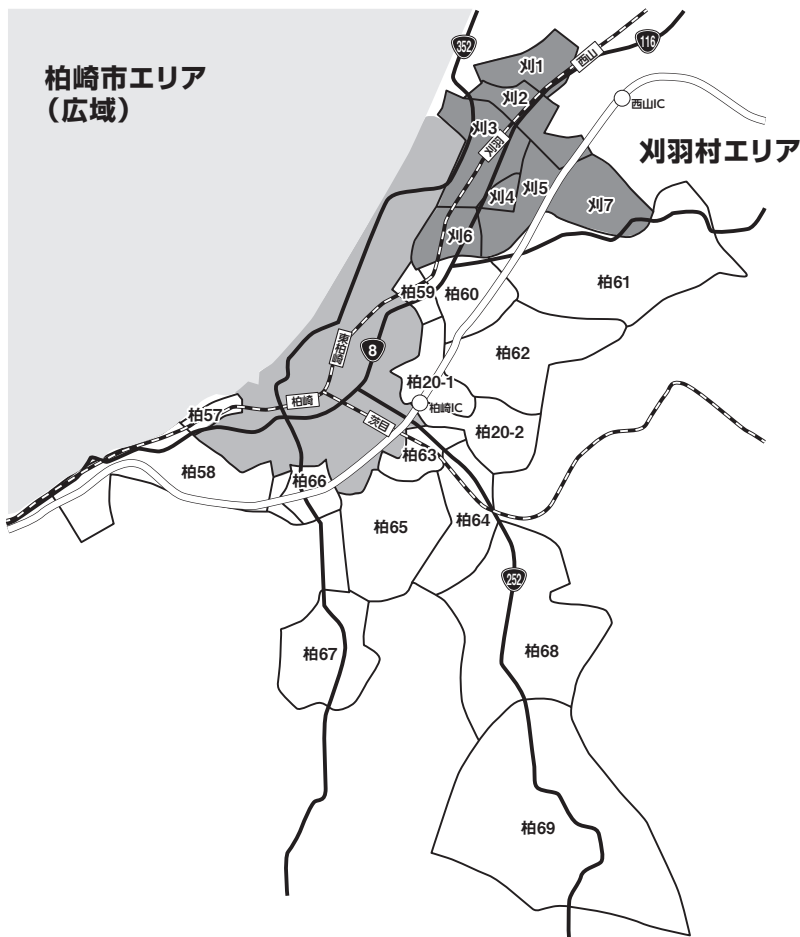 柏崎市エリア
（広域）
352
116
西山
刈1
刈2
西山IC
刈3
刈羽
刈羽村エリア
刈4
刈5
刈7
刈6
柏59
柏60
柏61
東柏崎
8
柏62
柏20-1
柏崎
柏崎IC
柏57
茨目
柏20-2
柏63
柏58
柏66
柏65
柏64
252
柏67
柏68
柏69